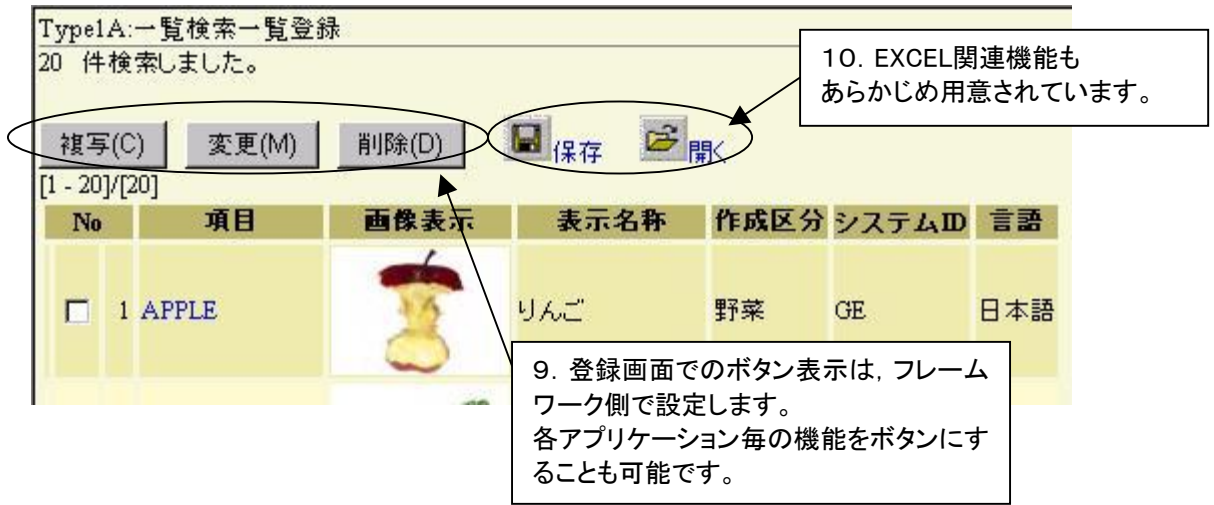 Type1A:一覧検索一覧登録
20 件検索しました。
10. EXCEL関連機能も
あらかじめ用意されています。
複写(C) 変更(M) 削除(D) 保存 開く
[1 - 20]/[20]
No 項目 画像表示 表示名称 作成区分 システムID 言語
1 APPLE りんご 野菜 GE 日本語
9. 登録画面でのボタン表示は, フレーム
ワーク側で設定します。
各アプリケーション毎の機能をボタンにす
ることも可能です。